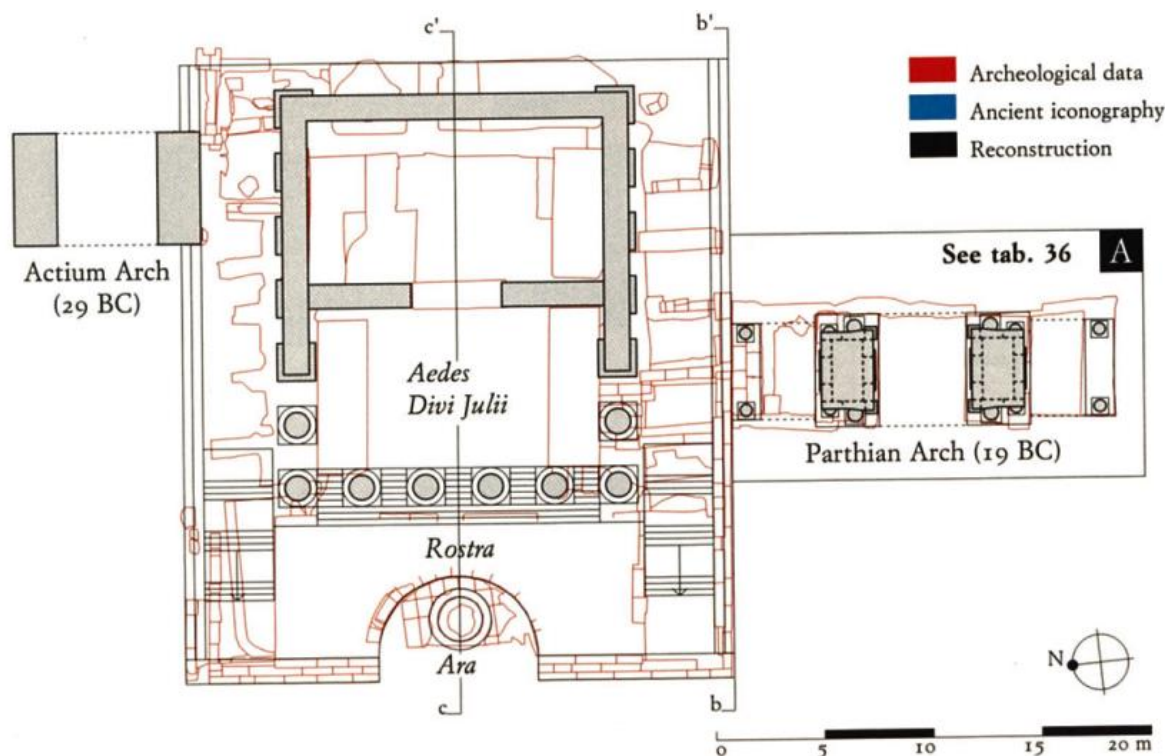 c'
b'
Archeological data
Ancient iconography
Reconstruction
See tab. 36
A
Actium Arch
(29 BC)
Aedes
Divi Julii
Parthian Arch (19 BC)
Rostra
Ara
N
c
b
0 5 10 15 20 m